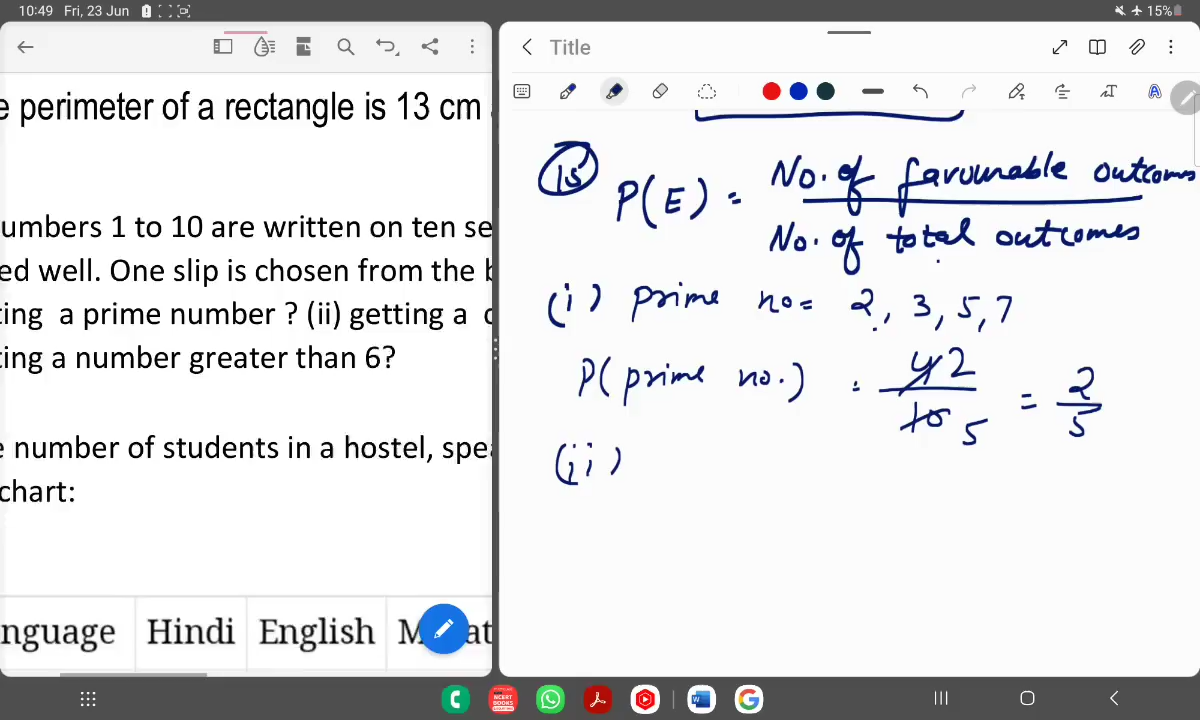 10:49 Fri, 23 Jun
15%
e perimeter of a rectangle is 13 cm
umbers 1 to 10 are written on ten se
ed well. One slip is chosen from the b
ting a prime number ? (ii) getting a c
ting a number greater than 6?
e number of students in a hostel, spea
chart:
nguage Hindi English M at
Title
15
P(E) = No. of favourable outcomes
No. of total outcomes
(i) prime no = 2, 3, 5, 7
P( prime no.) = 4 2
10 5
= 2
5
(ii)